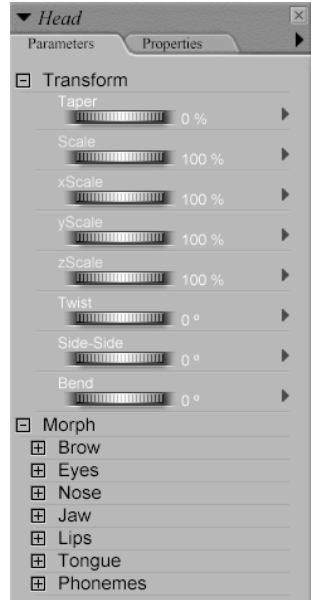 Head
Parameters Properties
Transform
Taper
0 %
Scale
100 %
xScale
100 %
yScale
100 %
zScale
100 %
Twist
0 º
Side-Side
0 º
Bend
0 º
Morph
Brow
Eyes
Nose
Jaw
Lips
Tongue
Phonemes